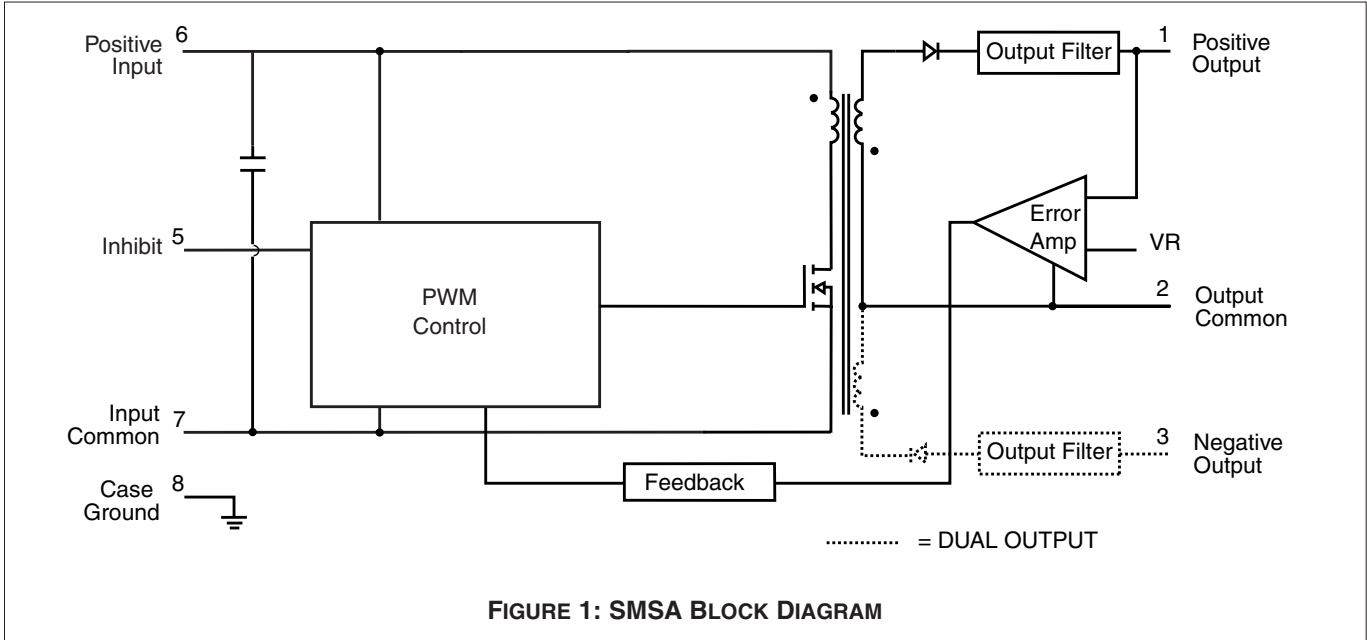 6
Positive
Input
1
Output Filter
Positive
Output
Error
Amp
VR
Inhibit 5
PWM
Control
2
Output
Common
Input
Common
7
Output Filter
3
Negative
Output
Case
Ground
8
Feedback
= DUAL OUTPUT
FIGURE 1: SMSA BLOCK DIAGRAM